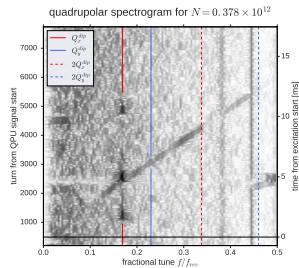 quadrupolar spectrogram for N = 0.378 × 10¹²
Q_x^dip
Q_y^dip
2Q_x^dip
2Q_y^dip
7000
6000
5000
4000
3000
2000
1000
turn from QPU signal start
15
10
5
0
time from excitation start [ms]
0.0 0.1 0.2 0.3 0.4 0.5
fractional tune f/f_rev